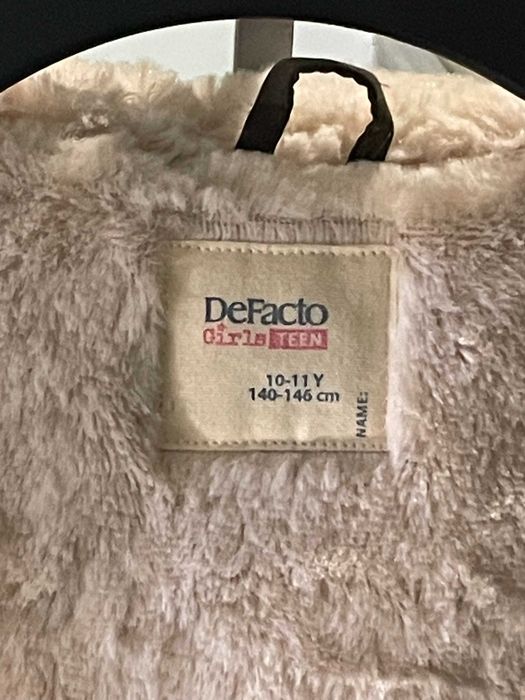 DeFacto
Girls TEEN
10-11 Y
140-146 cm
NAME: